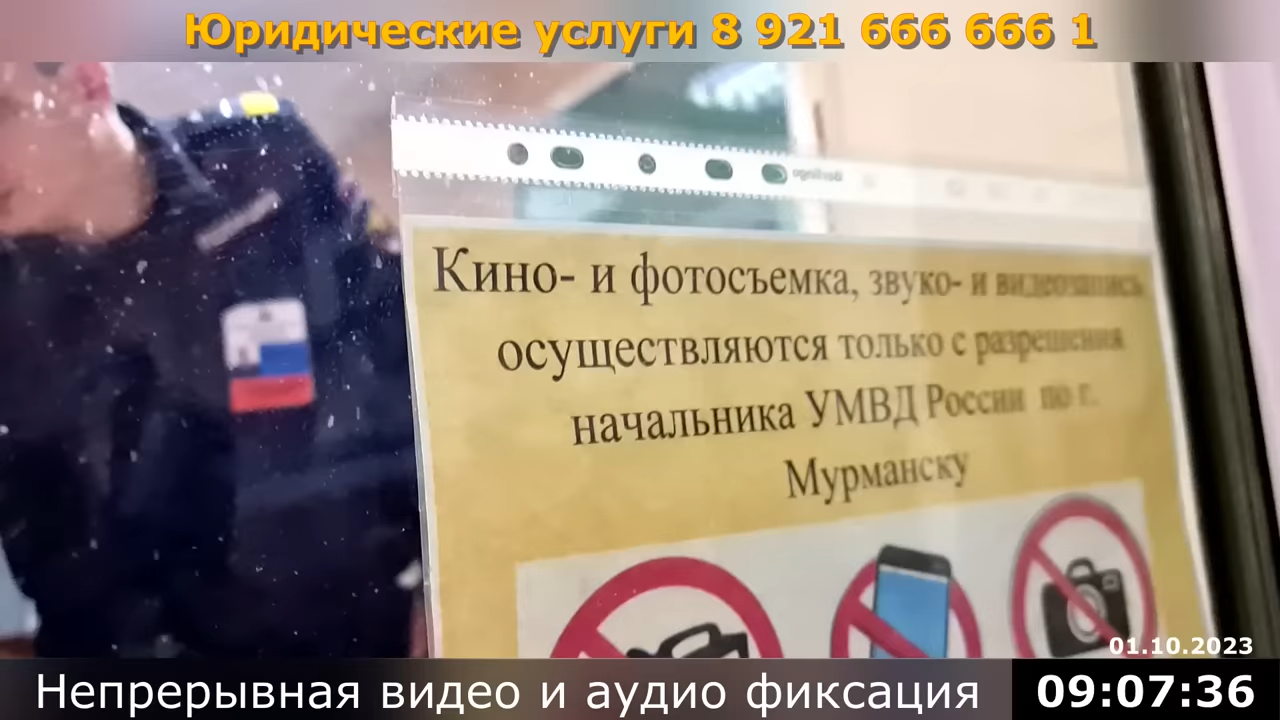 Юридические услуги 8 921 666 666 1
Кино- и фотосъемка, звуко- и видеозапись
осуществляются только с разрешения
начальника УМВД России по г.
Мурманску
01.10.2023
Непрерывная видео и аудио фиксация
09:07:36